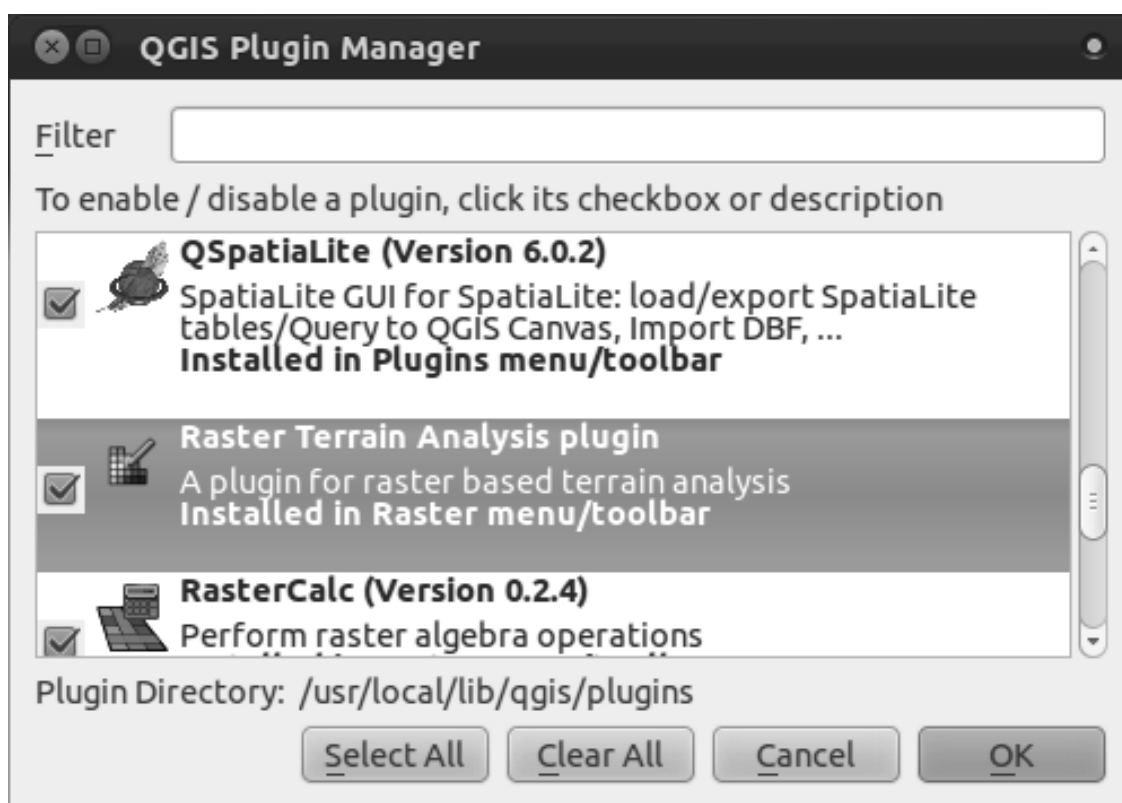 QGIS Plugin Manager
Filter
To enable / disable a plugin, click its checkbox or description
QSpatiaLite (Version 6.0.2)
SpatiaLite GUI for SpatiaLite: load/export SpatiaLite
tables/Query to QGIS Canvas, Import DBF, ...
Installed in Plugins menu/toolbar
Raster Terrain Analysis plugin
A plugin for raster based terrain analysis
Installed in Raster menu/toolbar
RasterCalc (Version 0.2.4)
Perform raster algebra operations
Plugin Directory: /usr/local/lib/qgis/plugins
Select All Clear All Cancel OK